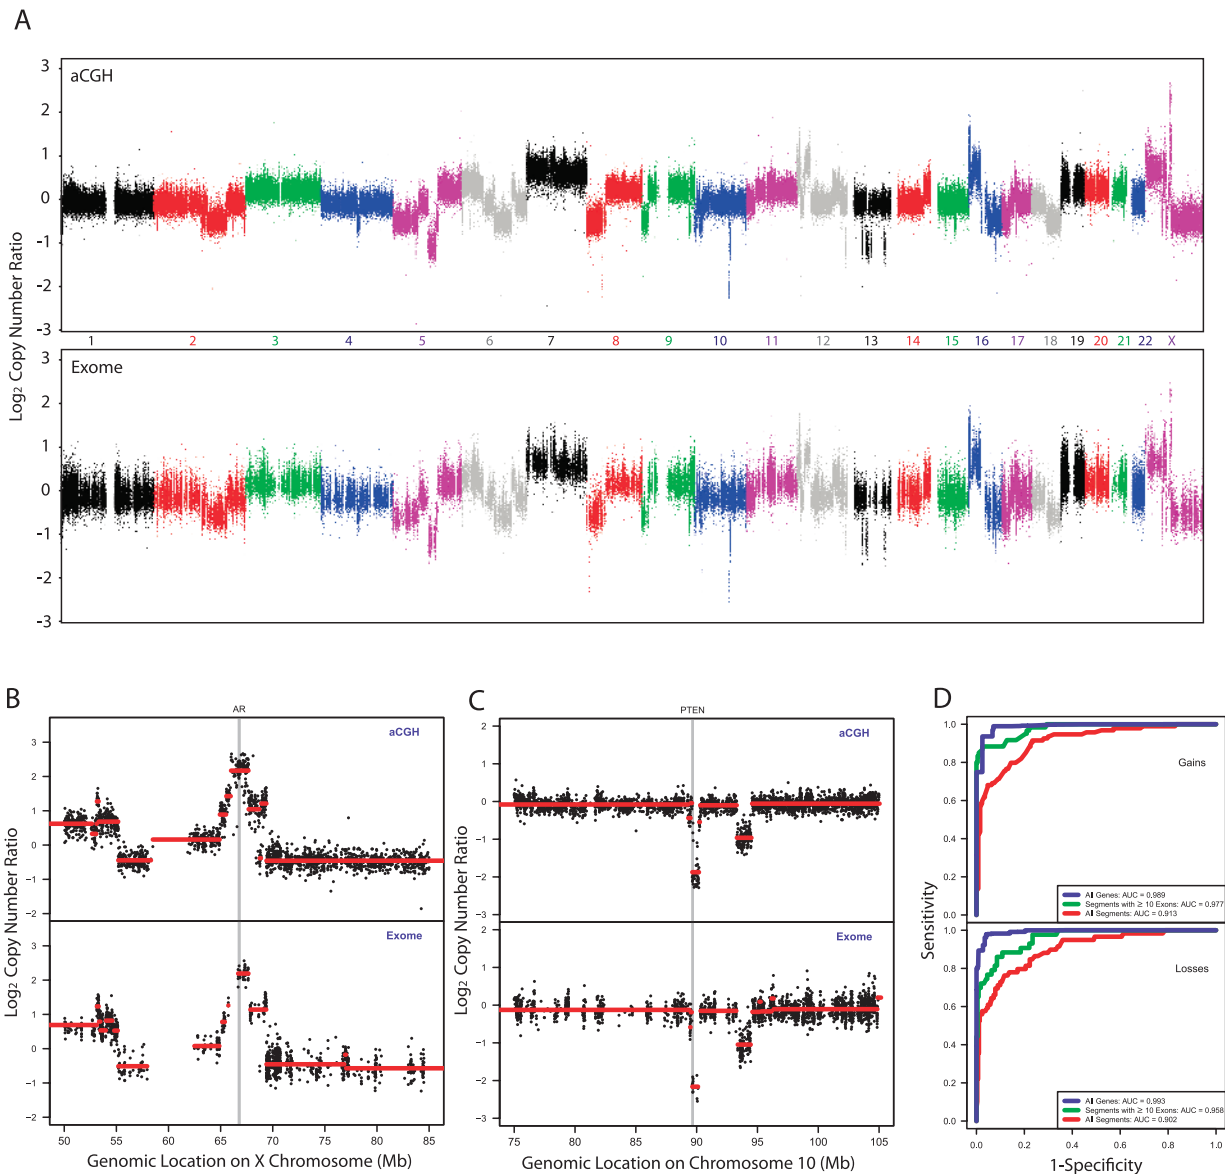 A
aCGH
3
2
1
0
-1
-2
-3
Log2 Copy Number Ratio
1 2 3 4 5 6 7 8 9 10 11 12 13 14 15 16 17 18 19 20 21 22 X
Exome
3
2
1
0
-1
-2
-3
B
AR
aCGH
3
2
1
0
−1
−2
Log2 Copy Number Ratio
Exome
3
2
1
0
−1
−2
50 55 60 65 70 75 80 85
Genomic Location on X Chromosome (Mb)
C
PTEN
aCGH
2
1
0
−1
−2
−3
Log2 Copy Number Ratio
Exome
2
1
0
−1
−2
−3
75 80 85 90 95 100 105
Genomic Location on Chromosome 10 (Mb)
D
1.0
0.8
0.6
0.4
0.2
0.0
Gains
All Genes: AUC = 0.989
Segments with ≥ 10 Exons: AUC = 0.977
All Segments: AUC = 0.913
Sensitivity
1.0
0.8
0.6
0.4
0.2
0.0
Losses
All Genes: AUC = 0.993
Segments with ≥ 10 Exons: AUC = 0.958
All Segments: AUC = 0.902
0.0 0.2 0.4 0.6 0.8 1.0
1-Specificity